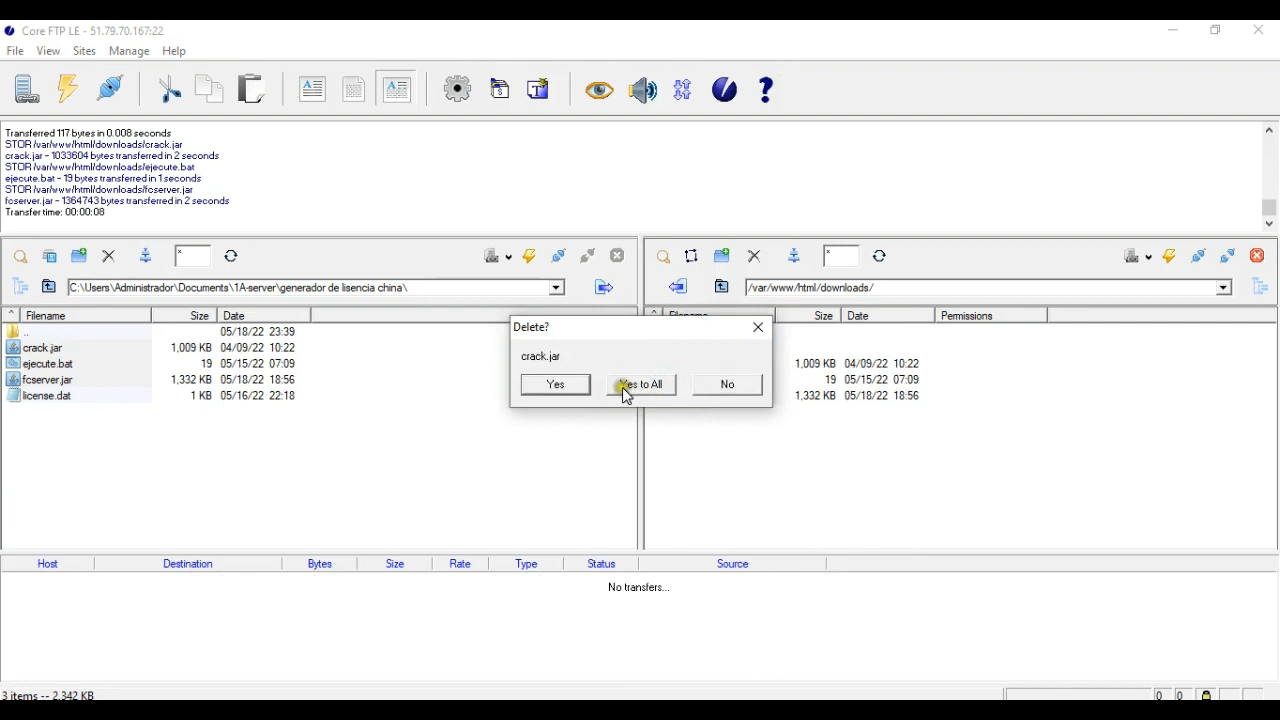 Core FTP LE - 51.79.70.167:22
File View Sites Manage Help
Transferred 117 bytes in 0.008 seconds
STOR /var/www/html/downloads/crack.jar
crack.jar - 1033604 bytes transferred in 2 seconds
STOR /var/www/html/downloads/ejecute.bat
ejecute.bat - 19 bytes transferred in 1 seconds
STOR /var/www/html/downloads/fcserver.jar
fcserver.jar - 1364743 bytes transferred in 2 seconds
Transfer time: 00:00:08
C:\Users\Administrador\Documents\1A-server\generador de lisencia china\
/var/www/html/downloads/
Filename Size Date
Size Date Permissions
.. 05/18/22 23:39
crack.jar 1,009 KB 04/09/22 10:22
ejecute.bat 19 05/15/22 07:09
fcserver.jar 1,332 KB 05/18/22 18:56
license.dat 1 KB 05/16/22 22:18
Delete?
crack.jar
Yes Yes to All No
1,009 KB 04/09/22 10:22
19 05/15/22 07:09
1,332 KB 05/18/22 18:56
Host Destination Bytes Size Rate Type Status Source
No transfers...
3 items -- 2,342 KB
0 0